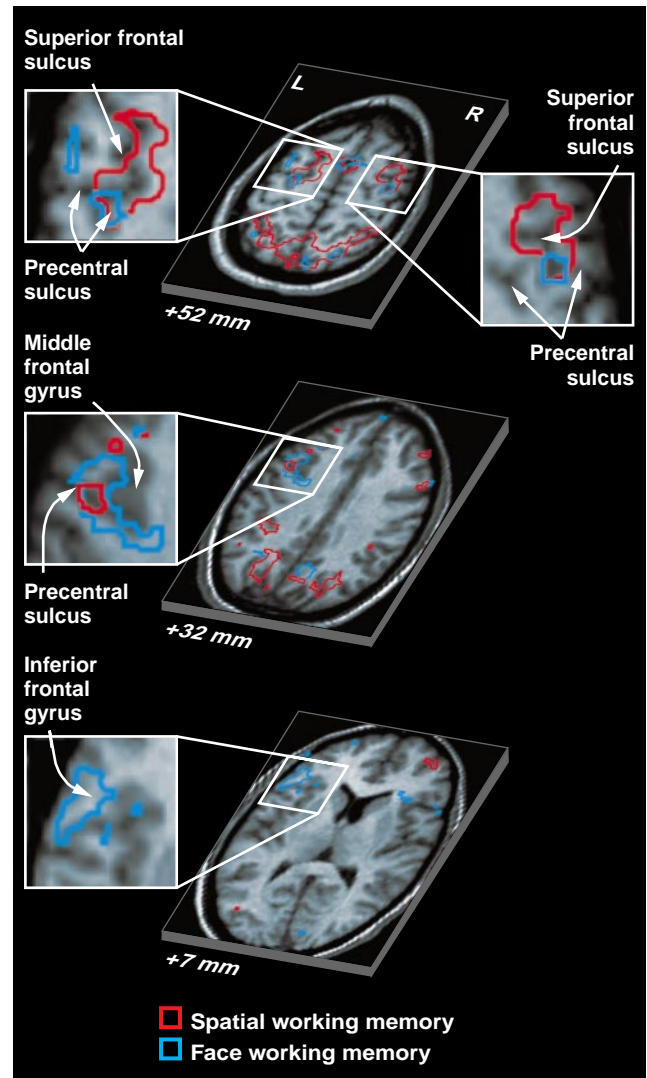 Superior frontal
sulcus
L
R
Superior
frontal
sulcus
Precentral
sulcus
+52 mm
Precentral
sulcus
Middle
frontal
gyrus
Precentral
sulcus
+32 mm
Inferior
frontal
gyrus
+7 mm
Spatial working memory
Face working memory